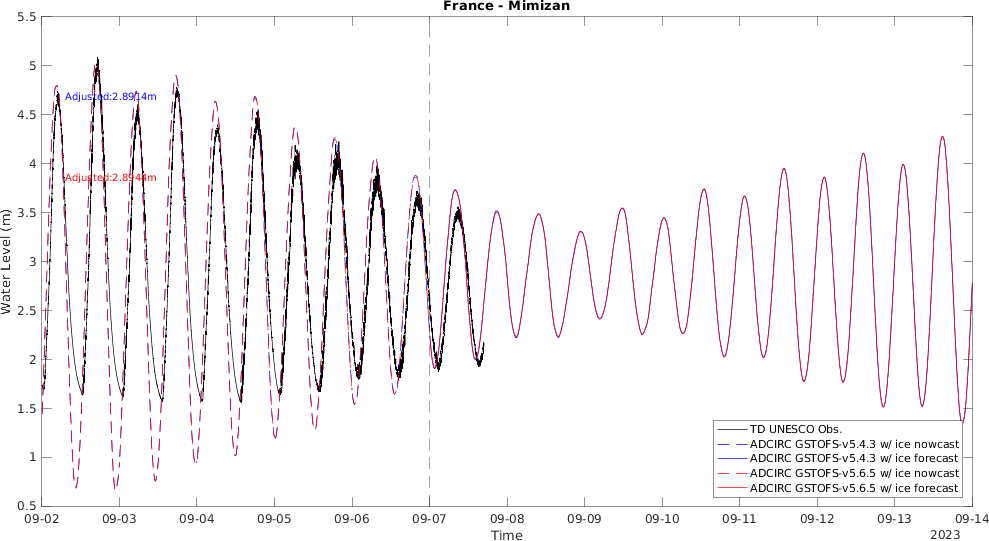 France - Mimizan
5.5
5
4.5
4
3.5
3
2.5
2
1.5
1
0.5
Water Level (m)
Adjusted:2.8914m
Adjusted:2.8944m
TD UNESCO Obs.
ADCIRC GSTOFS-v5.4.3 w/ ice nowcast
ADCIRC GSTOFS-v5.4.3 w/ ice forecast
ADCIRC GSTOFS-v5.6.5 w/ ice nowcast
ADCIRC GSTOFS-v5.6.5 w/ ice forecast
09-02 09-03 09-04 09-05 09-06 09-07 09-08 09-09 09-10 09-11 09-12 09-13 09-14
Time
2023